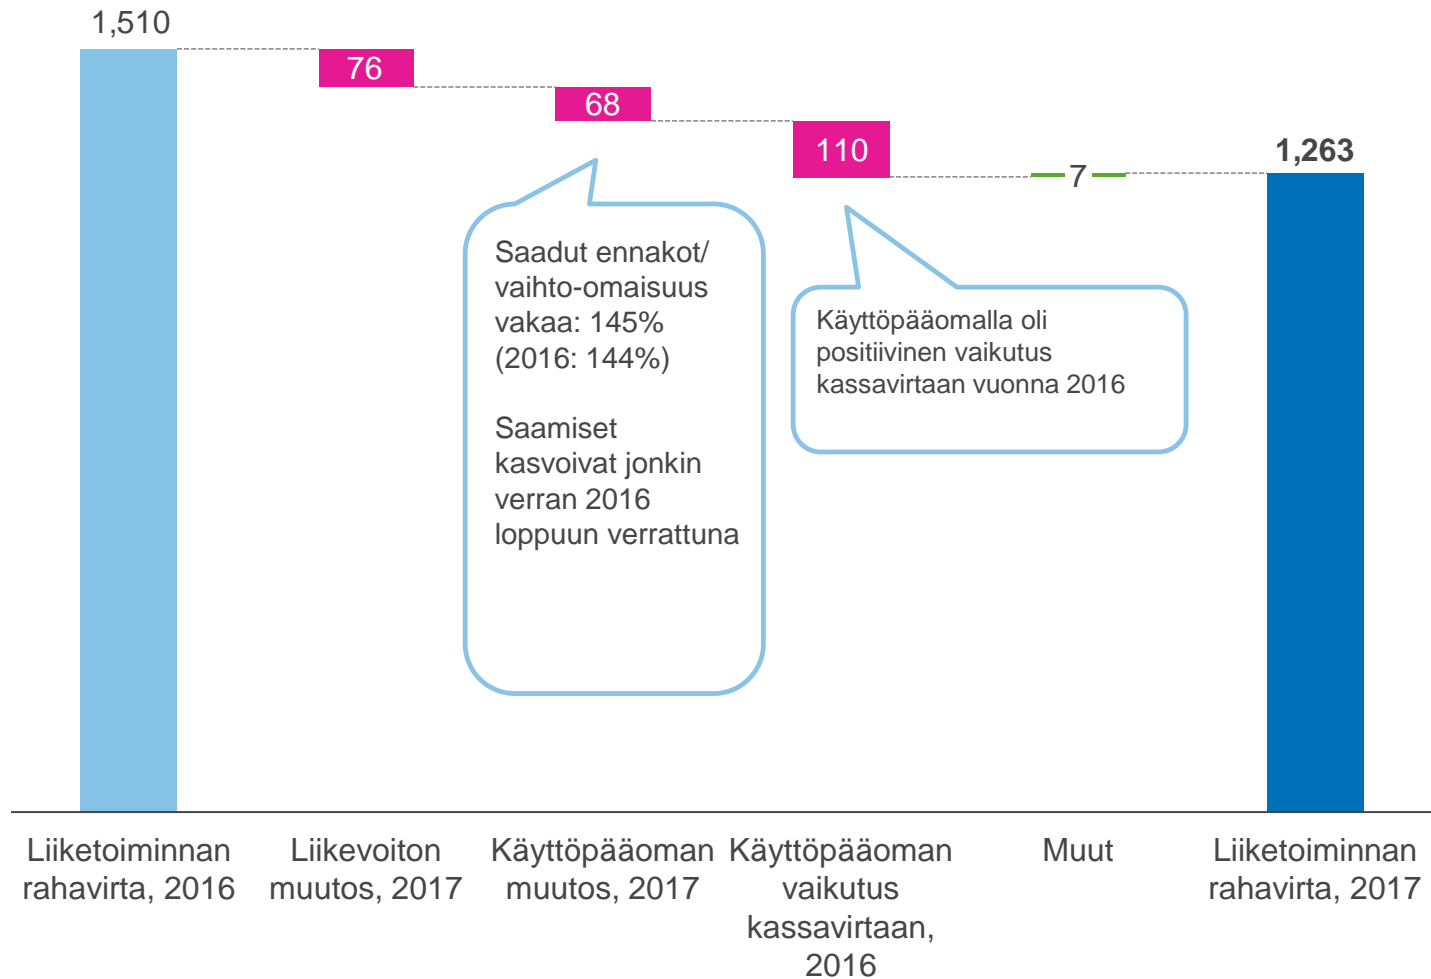 1,510
76
68
110
7
1,263
Saadut ennakot/
vaihto-omaisuus
vakaa: 145%
(2016: 144%)
Saamiset
kasvoivat jonkin
verran 2016
loppuun verrattuna
Käyttöpääomalla oli
positiivinen vaikutus
kassavirtaan vuonna 2016
Liiketoiminnan
rahavirta, 2016
Liikevoiton
muutos, 2017
Käyttöpääoman
muutos, 2017
Käyttöpääoman
vaikutus
kassavirtaan,
2016
Muut
Liiketoiminnan
rahavirta, 2017